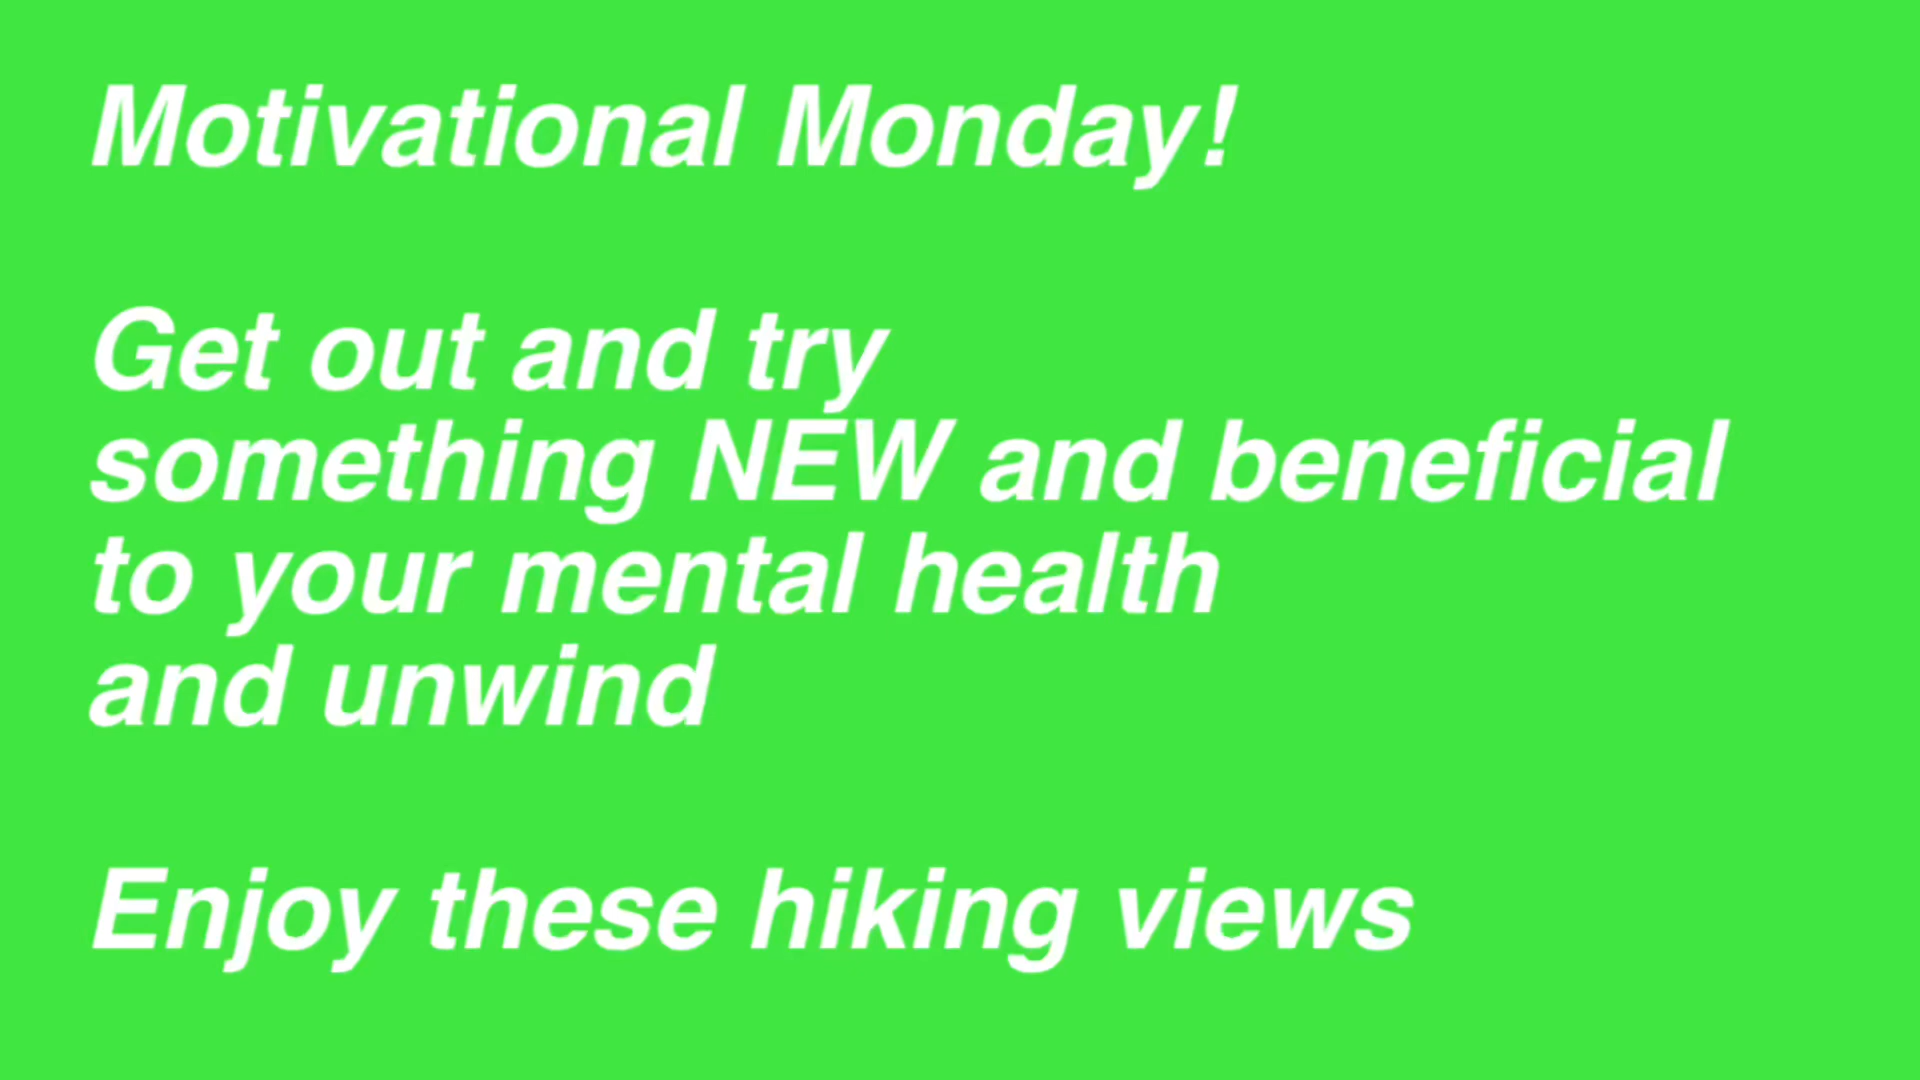 Motivational Monday!
Get out and try
something NEW and beneficial
to your mental health
and unwind
Enjoy these hiking views